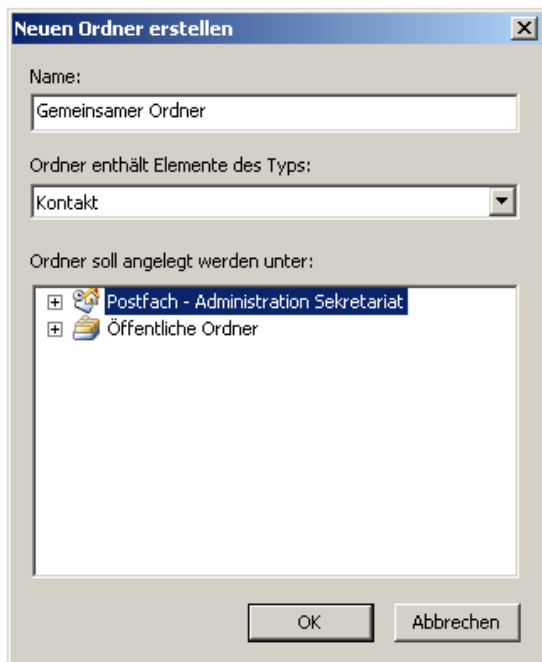 Neuen Ordner erstellen
Name:
Gemeinsamer Ordner
Ordner enthält Elemente des Typs:
Kontakt
Ordner soll angelegt werden unter:
Postfach - Administration Sekretariat
Öffentliche Ordner
OK Abbrechen